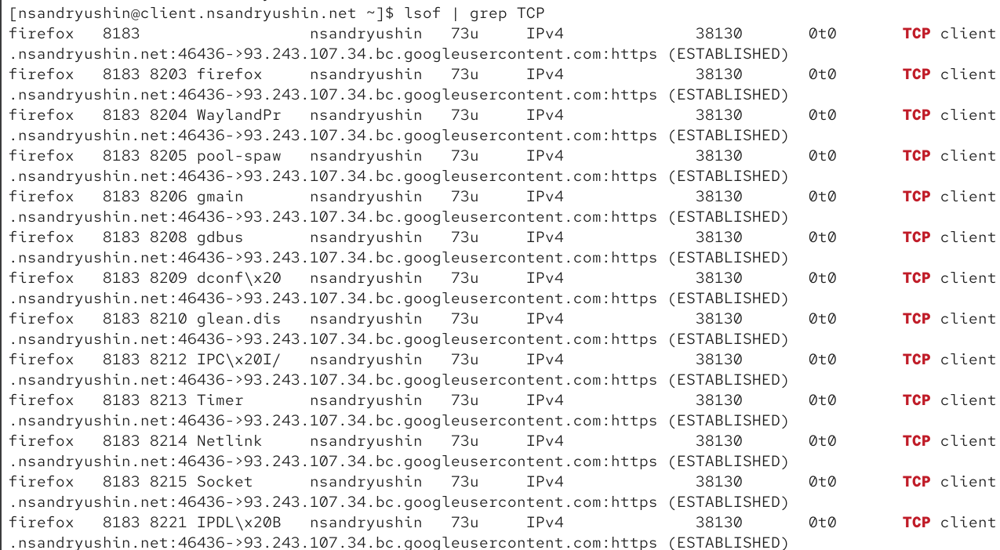 [nsandryushin@client.nsandryushin.net ~]$ lsof | grep TCP
firefox   8183                  nsandryushin   73u     IPv4              38130       0t0       TCP client
.nsandryushin.net:46436->93.243.107.34.bc.googleusercontent.com:https (ESTABLISHED)
firefox   8183 8203 firefox     nsandryushin   73u     IPv4              38130       0t0       TCP client
.nsandryushin.net:46436->93.243.107.34.bc.googleusercontent.com:https (ESTABLISHED)
firefox   8183 8204 WaylandPr   nsandryushin   73u     IPv4              38130       0t0       TCP client
.nsandryushin.net:46436->93.243.107.34.bc.googleusercontent.com:https (ESTABLISHED)
firefox   8183 8205 pool-spaw   nsandryushin   73u     IPv4              38130       0t0       TCP client
.nsandryushin.net:46436->93.243.107.34.bc.googleusercontent.com:https (ESTABLISHED)
firefox   8183 8206 gmain       nsandryushin   73u     IPv4              38130       0t0       TCP client
.nsandryushin.net:46436->93.243.107.34.bc.googleusercontent.com:https (ESTABLISHED)
firefox   8183 8208 gdbus       nsandryushin   73u     IPv4              38130       0t0       TCP client
.nsandryushin.net:46436->93.243.107.34.bc.googleusercontent.com:https (ESTABLISHED)
firefox   8183 8209 dconf\x20   nsandryushin   73u     IPv4              38130       0t0       TCP client
.nsandryushin.net:46436->93.243.107.34.bc.googleusercontent.com:https (ESTABLISHED)
firefox   8183 8210 glean.dis   nsandryushin   73u     IPv4              38130       0t0       TCP client
.nsandryushin.net:46436->93.243.107.34.bc.googleusercontent.com:https (ESTABLISHED)
firefox   8183 8212 IPC\x20I/   nsandryushin   73u     IPv4              38130       0t0       TCP client
.nsandryushin.net:46436->93.243.107.34.bc.googleusercontent.com:https (ESTABLISHED)
firefox   8183 8213 Timer       nsandryushin   73u     IPv4              38130       0t0       TCP client
.nsandryushin.net:46436->93.243.107.34.bc.googleusercontent.com:https (ESTABLISHED)
firefox   8183 8214 Netlink     nsandryushin   73u     IPv4              38130       0t0       TCP client
.nsandryushin.net:46436->93.243.107.34.bc.googleusercontent.com:https (ESTABLISHED)
firefox   8183 8215 Socket      nsandryushin   73u     IPv4              38130       0t0       TCP client
.nsandryushin.net:46436->93.243.107.34.bc.googleusercontent.com:https (ESTABLISHED)
firefox   8183 8221 IPDL\x20B   nsandryushin   73u     IPv4              38130       0t0       TCP client
.nsandryushin.net:46436->93.243.107.34.bc.googleusercontent.com:https (ESTABLISHED)